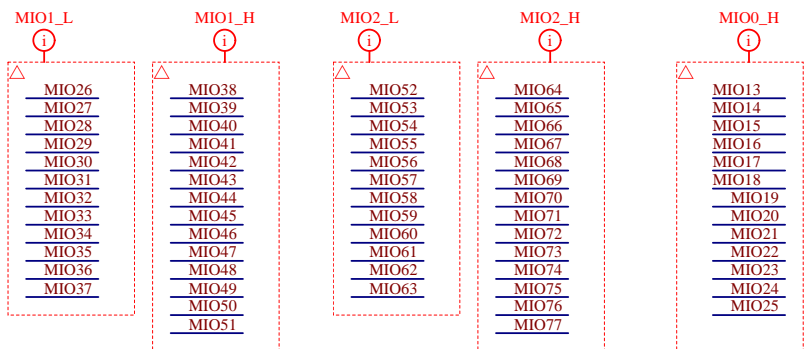 MIO1_L
i
MIO26
MIO27
MIO28
MIO29
MIO30
MIO31
MIO32
MIO33
MIO34
MIO35
MIO36
MIO37
MIO1_H
i
MIO38
MIO39
MIO40
MIO41
MIO42
MIO43
MIO44
MIO45
MIO46
MIO47
MIO48
MIO49
MIO50
MIO51
MIO2_L
i
MIO52
MIO53
MIO54
MIO55
MIO56
MIO57
MIO58
MIO59
MIO60
MIO61
MIO62
MIO63
MIO2_H
i
MIO64
MIO65
MIO66
MIO67
MIO68
MIO69
MIO70
MIO71
MIO72
MIO73
MIO74
MIO75
MIO76
MIO77
MIO0_H
i
MIO13
MIO14
MIO15
MIO16
MIO17
MIO18
MIO19
MIO20
MIO21
MIO22
MIO23
MIO24
MIO25